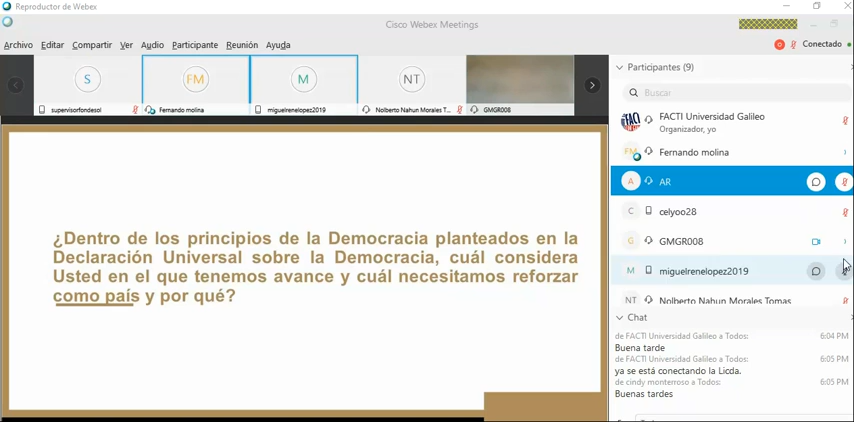 Reproductor de Webex
Cisco Webex Meetings
Archivo Editar Compartir Ver Audio Participante Reunión Ayuda
Conectado
S
FM
M
NT
supervisorfondesol
Fernando molina
miguelrenelopez2019
Nolberto Nahun Morales T...
GMGR008
¿Dentro de los principios de la Democracia planteados en la
Declaración Universal sobre la Democracia, cuál considera
Usted en el que tenemos avance y cuál necesitamos reforzar
como país y por qué?
Participantes (9)
Buscar
FACTI
FACTI Universidad Galileo
Organizador, yo
FM Fernando molina
A AR
C celyoo28
G GMGR008
M miguelrenelopez2019
NT Nolberto Nahun Morales Tomas
Chat
de FACTI Universidad Galileo a Todos: 6:04 PM
Buena tarde
de FACTI Universidad Galileo a Todos: 6:05 PM
ya se está conectando la Licda.
de cindy monterroso a Todos: 6:05 PM
Buenas tardes